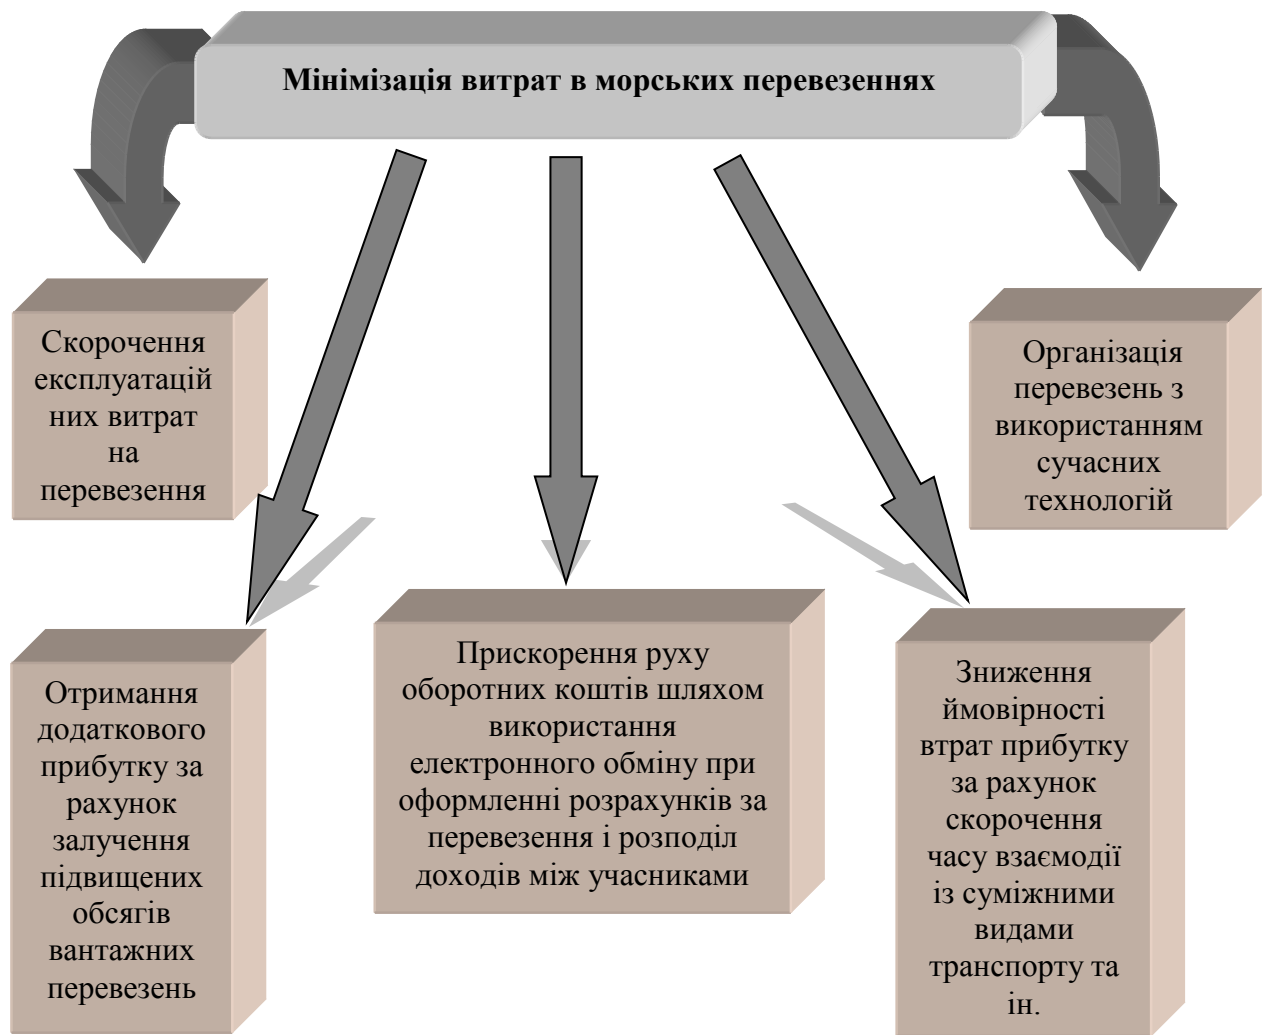 Мінімізація витрат в морських перевезеннях
Скорочення
експлуатацій
них витрат
на
перевезення
Організація
перевезень з
використанням
сучасних
технологій
Отримання
додаткового
прибутку за
рахунок
залучення
підвищених
обсягів
вантажних
перевезень
Прискорення руху
оборотних коштів шляхом
використання
електронного обміну при
оформленні розрахунків за
перевезення і розподіл
доходів між учасниками
Зниження
ймовірності
втрат прибутку
за рахунок
скорочення
часу взаємодії
із суміжними
видами
транспорту та
ін.